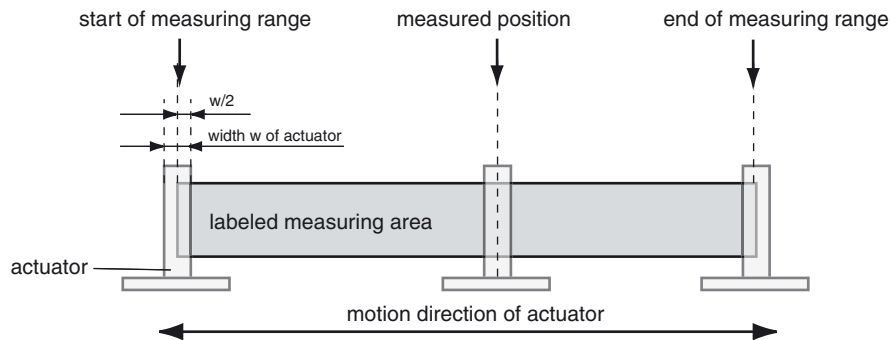 start of measuring range
measured position
end of measuring range
w/2
width w of actuator
labeled measuring area
actuator
motion direction of actuator